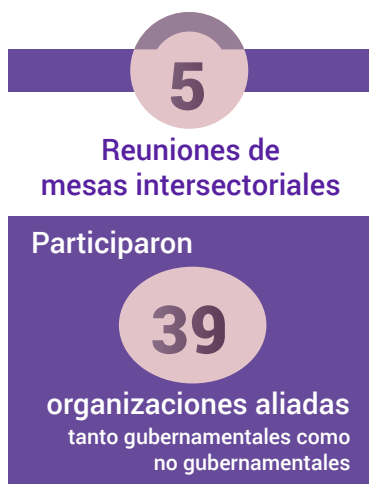 5
Reuniones de
mesas intersectoriales
Participaron
39
organizaciones aliadas
tanto gubernamentales como
no gubernamentales